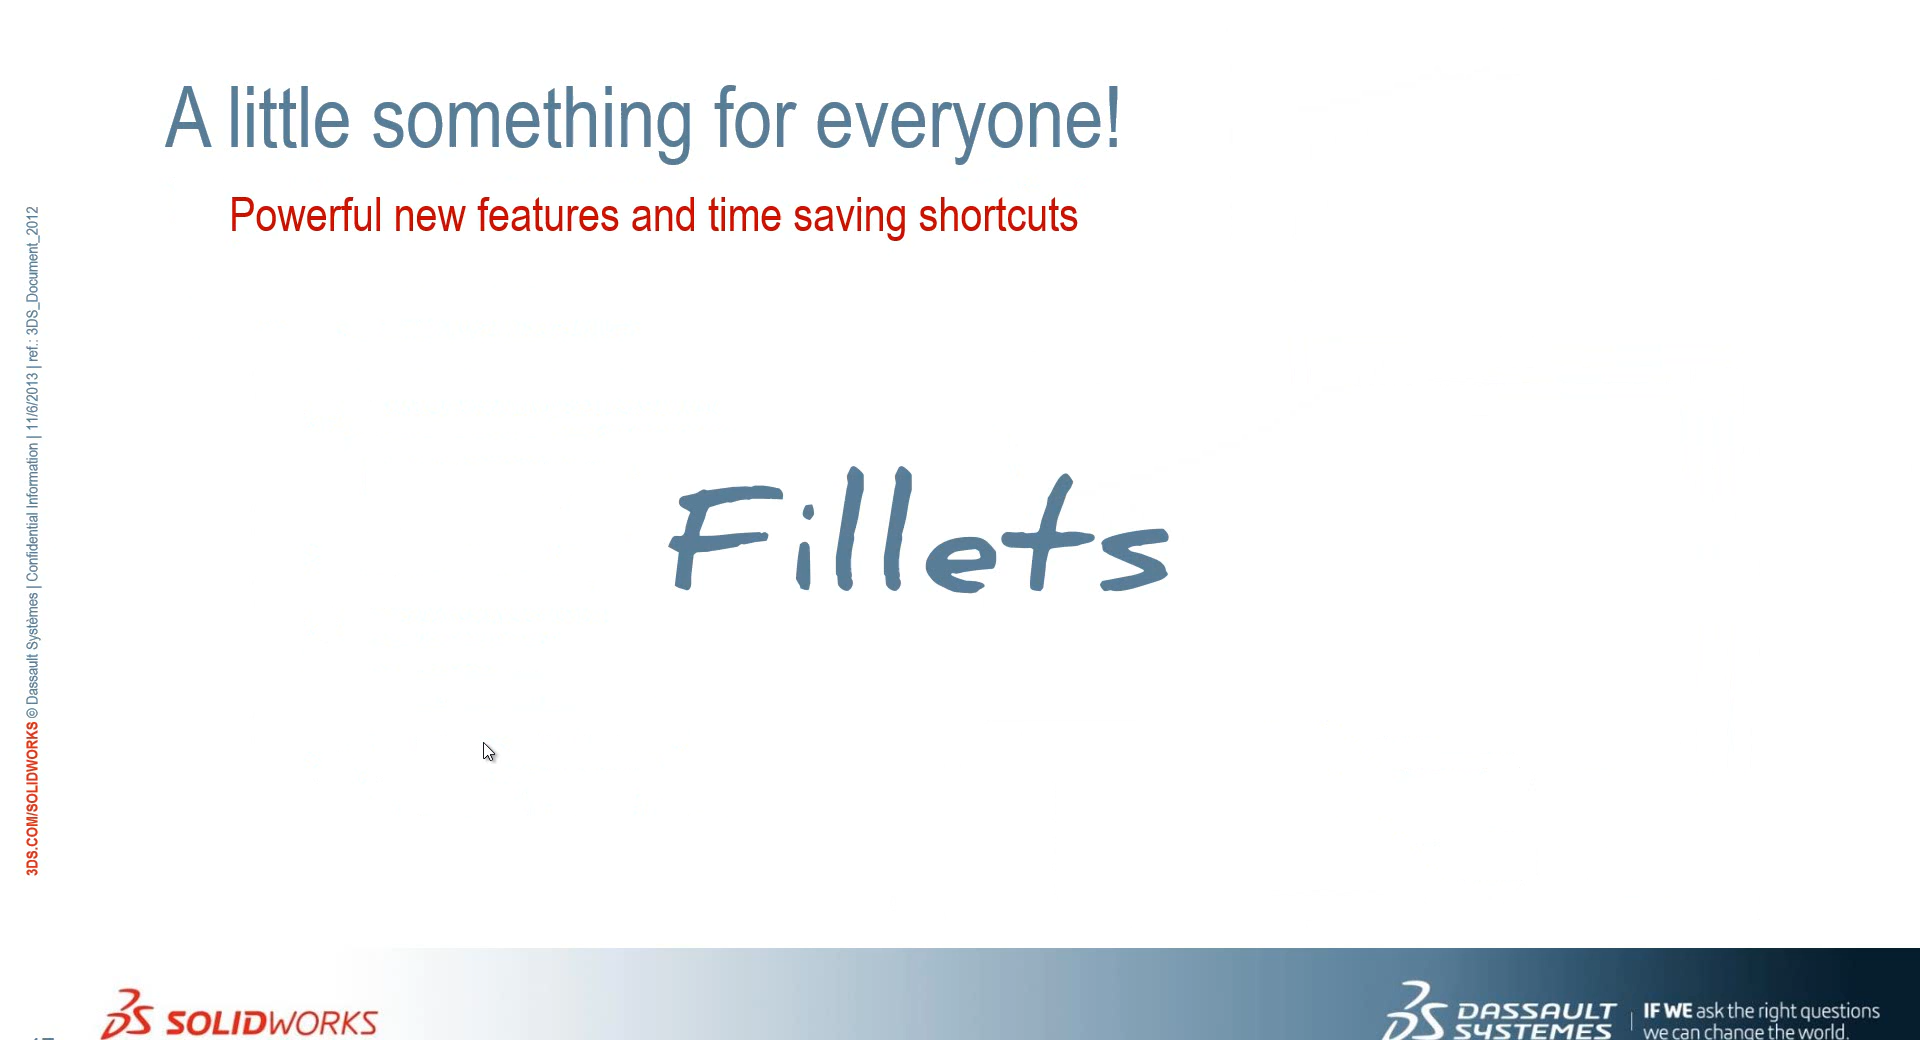 A little something for everyone!
Powerful new features and time saving shortcuts
3DS.COM/SOLIDWORKS © Dassault Systèmes | Confidential Information | 11/6/2013 | ref.: 3DS_Document_2012
Fillets
SOLIDWORKS
DASSAULT
SYSTEMES
IF WE ask the right questions
we can change the world.